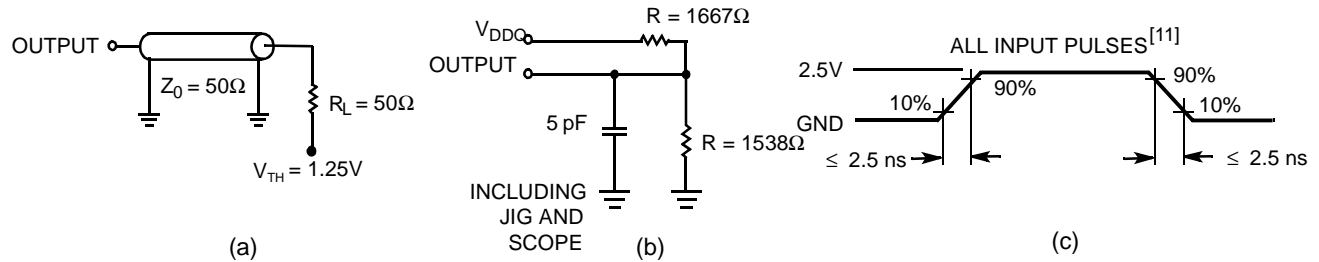 OUTPUT
Z0 = 50Ω
RL = 50Ω
VTH = 1.25V
(a)
R = 1667Ω
VDDQ
OUTPUT
5 pF
R = 1538Ω
INCLUDING
JIG AND
SCOPE
(b)
ALL INPUT PULSES[11]
2.5V
90%
90%
10%
10%
GND
≤ 2.5 ns
≤ 2.5 ns
(c)